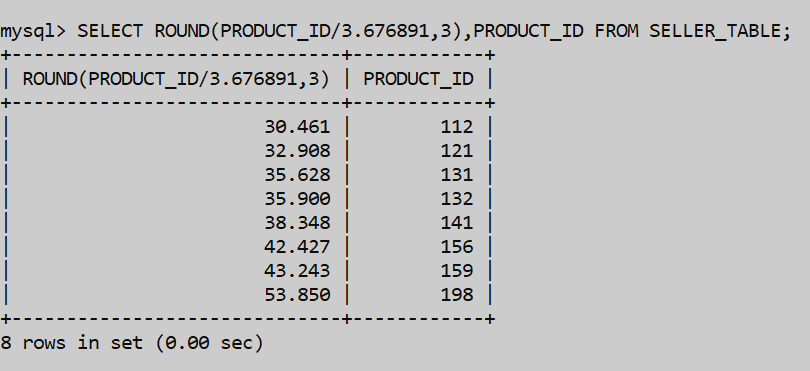 mysql> SELECT ROUND(PRODUCT_ID/3.676891,3),PRODUCT_ID FROM SELLER_TABLE;
+------------------------------+------------+
| ROUND(PRODUCT_ID/3.676891,3) | PRODUCT_ID |
+------------------------------+------------+
|                       30.461 |        112 |
|                       32.908 |        121 |
|                       35.628 |        131 |
|                       35.900 |        132 |
|                       38.348 |        141 |
|                       42.427 |        156 |
|                       43.243 |        159 |
|                       53.850 |        198 |
+------------------------------+------------+
8 rows in set (0.00 sec)